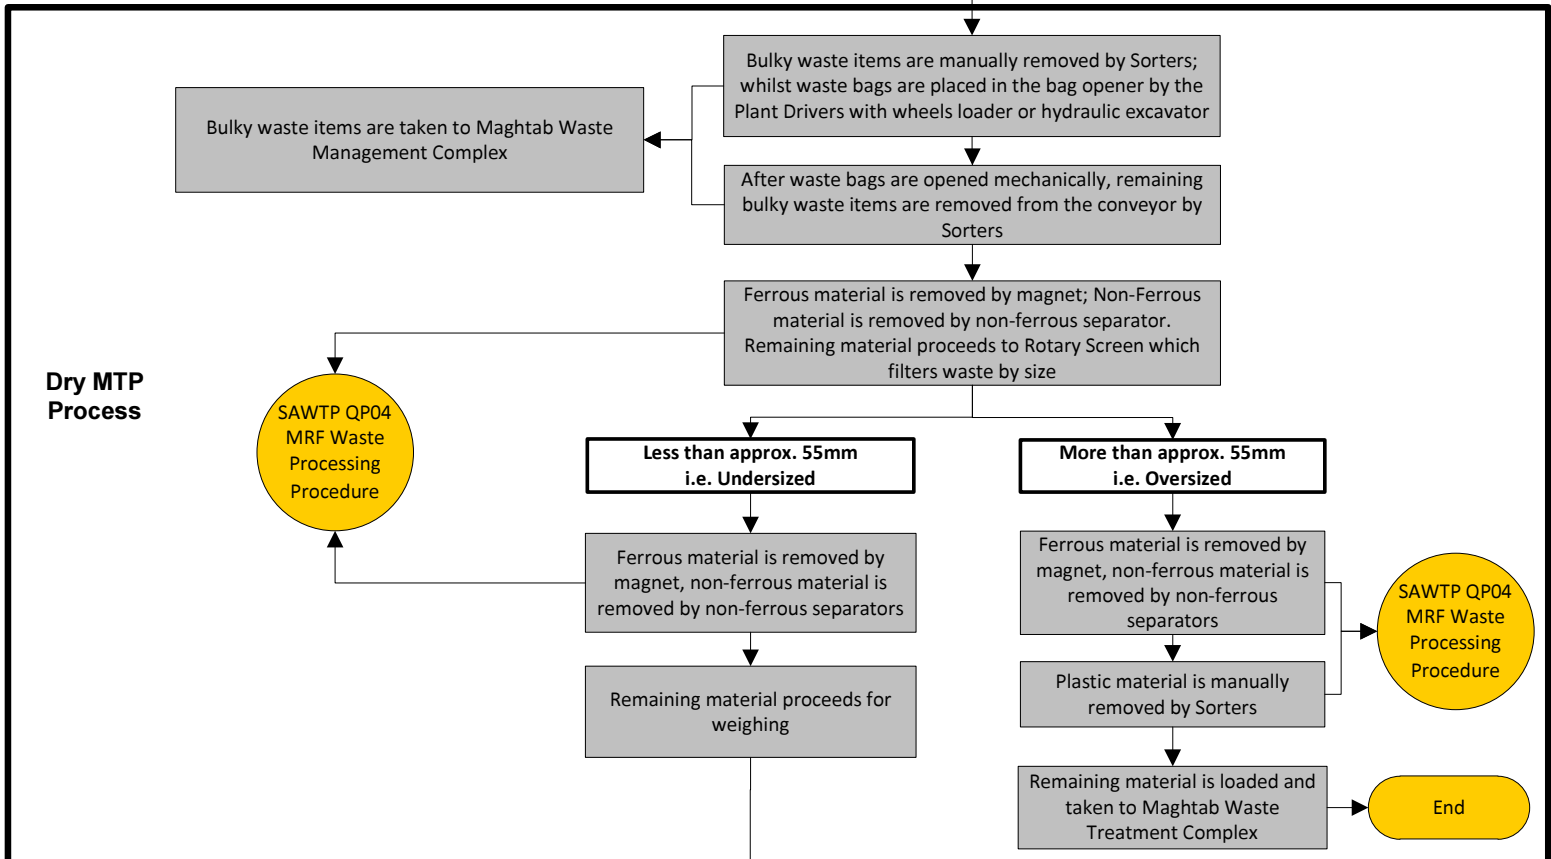 Bulky waste items are manually removed by Sorters;
whilst waste bags are placed in the bag opener by the
Plant Drivers with wheels loader or hydraulic excavator
Bulky waste items are taken to Maghtab Waste
Management Complex
After waste bags are opened mechanically, remaining
bulky waste items are removed from the conveyor by
Sorters
Ferrous material is removed by magnet; Non-Ferrous
material is removed by non-ferrous separator.
Remaining material proceeds to Rotary Screen which
filters waste by size
Dry MTP
Process
SAWTP QP04
MRF Waste
Processing
Procedure
Less than approx. 55mm
i.e. Undersized
More than approx. 55mm
i.e. Oversized
Ferrous material is removed by
magnet, non-ferrous material is
removed by non-ferrous separators
Ferrous material is removed by
magnet, non-ferrous material is
removed by non-ferrous
separators
SAWTP QP04
MRF Waste
Processing
Procedure
Remaining material proceeds for
weighing
Plastic material is manually
removed by Sorters
Remaining material is loaded and
taken to Maghtab Waste
Treatment Complex
End